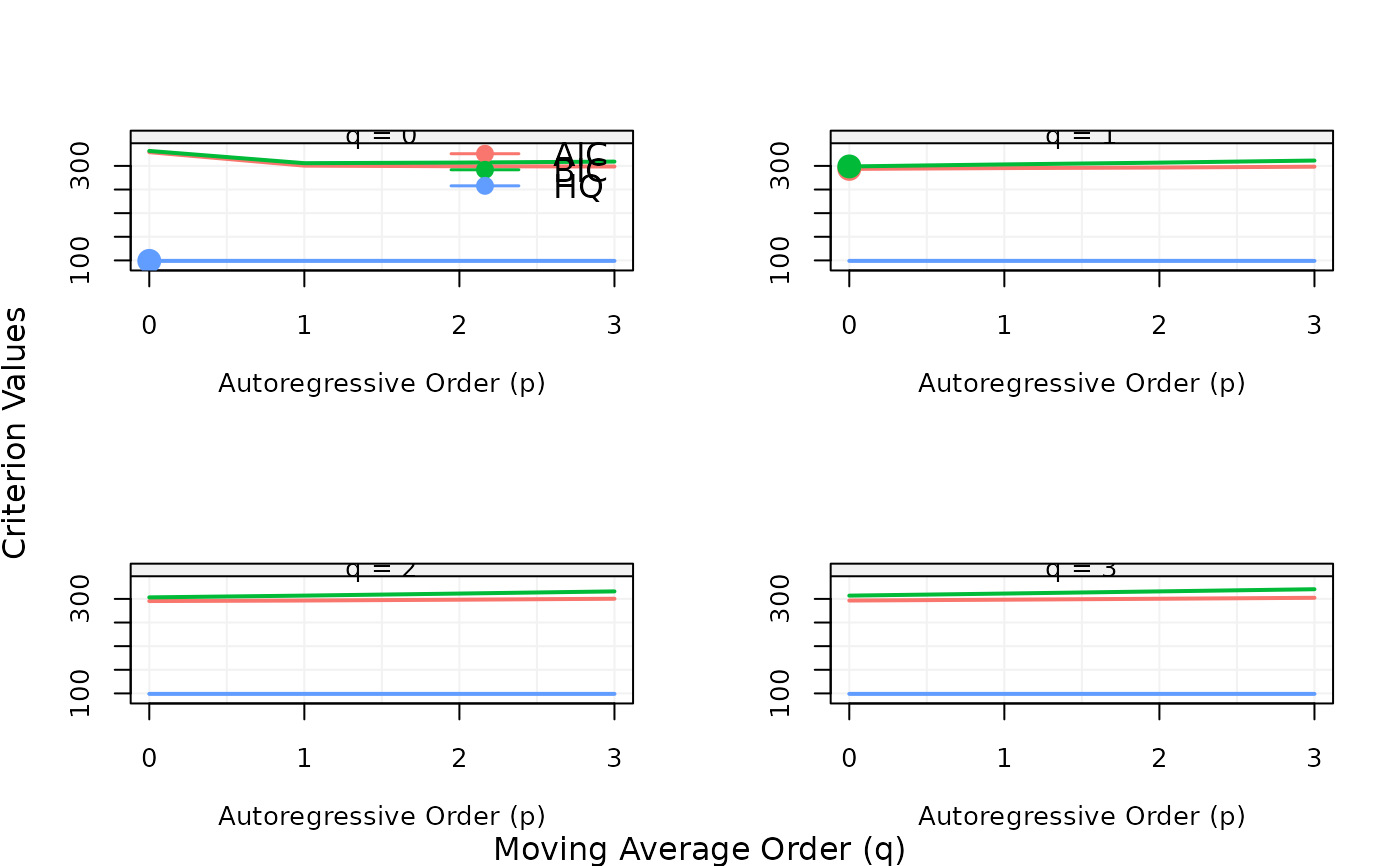 q = 0
300
100
AIC
BIC
HQ
0 1 2 3
Autoregressive Order (p)
q = 1
300
100
0 1 2 3
Autoregressive Order (p)
Criterion Values
q = 2
300
100
0 1 2 3
Autoregressive Order (p)
q = 3
300
100
0 1 2 3
Autoregressive Order (p)
Moving Average Order (q)